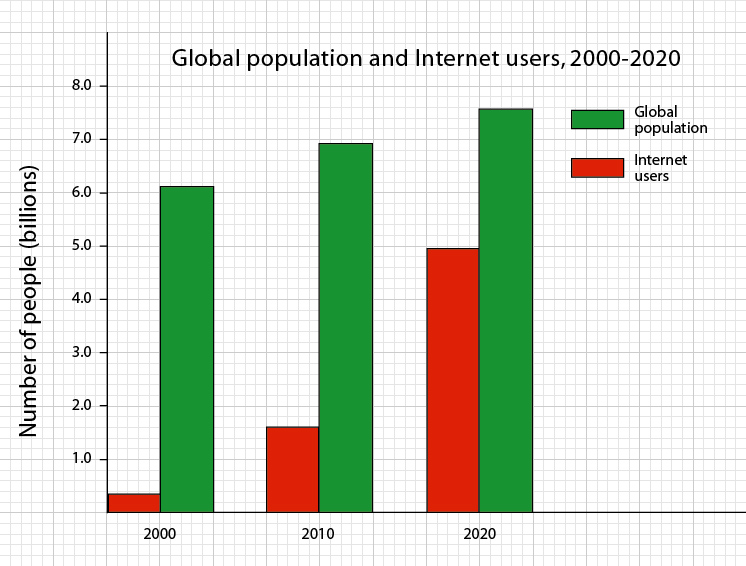 Global population and Internet users, 2000-2020
8.0
7.0
6.0
5.0
4.0
3.0
2.0
1.0
Number of people (billions)
Global
population
Internet
users
2000
2010
2020